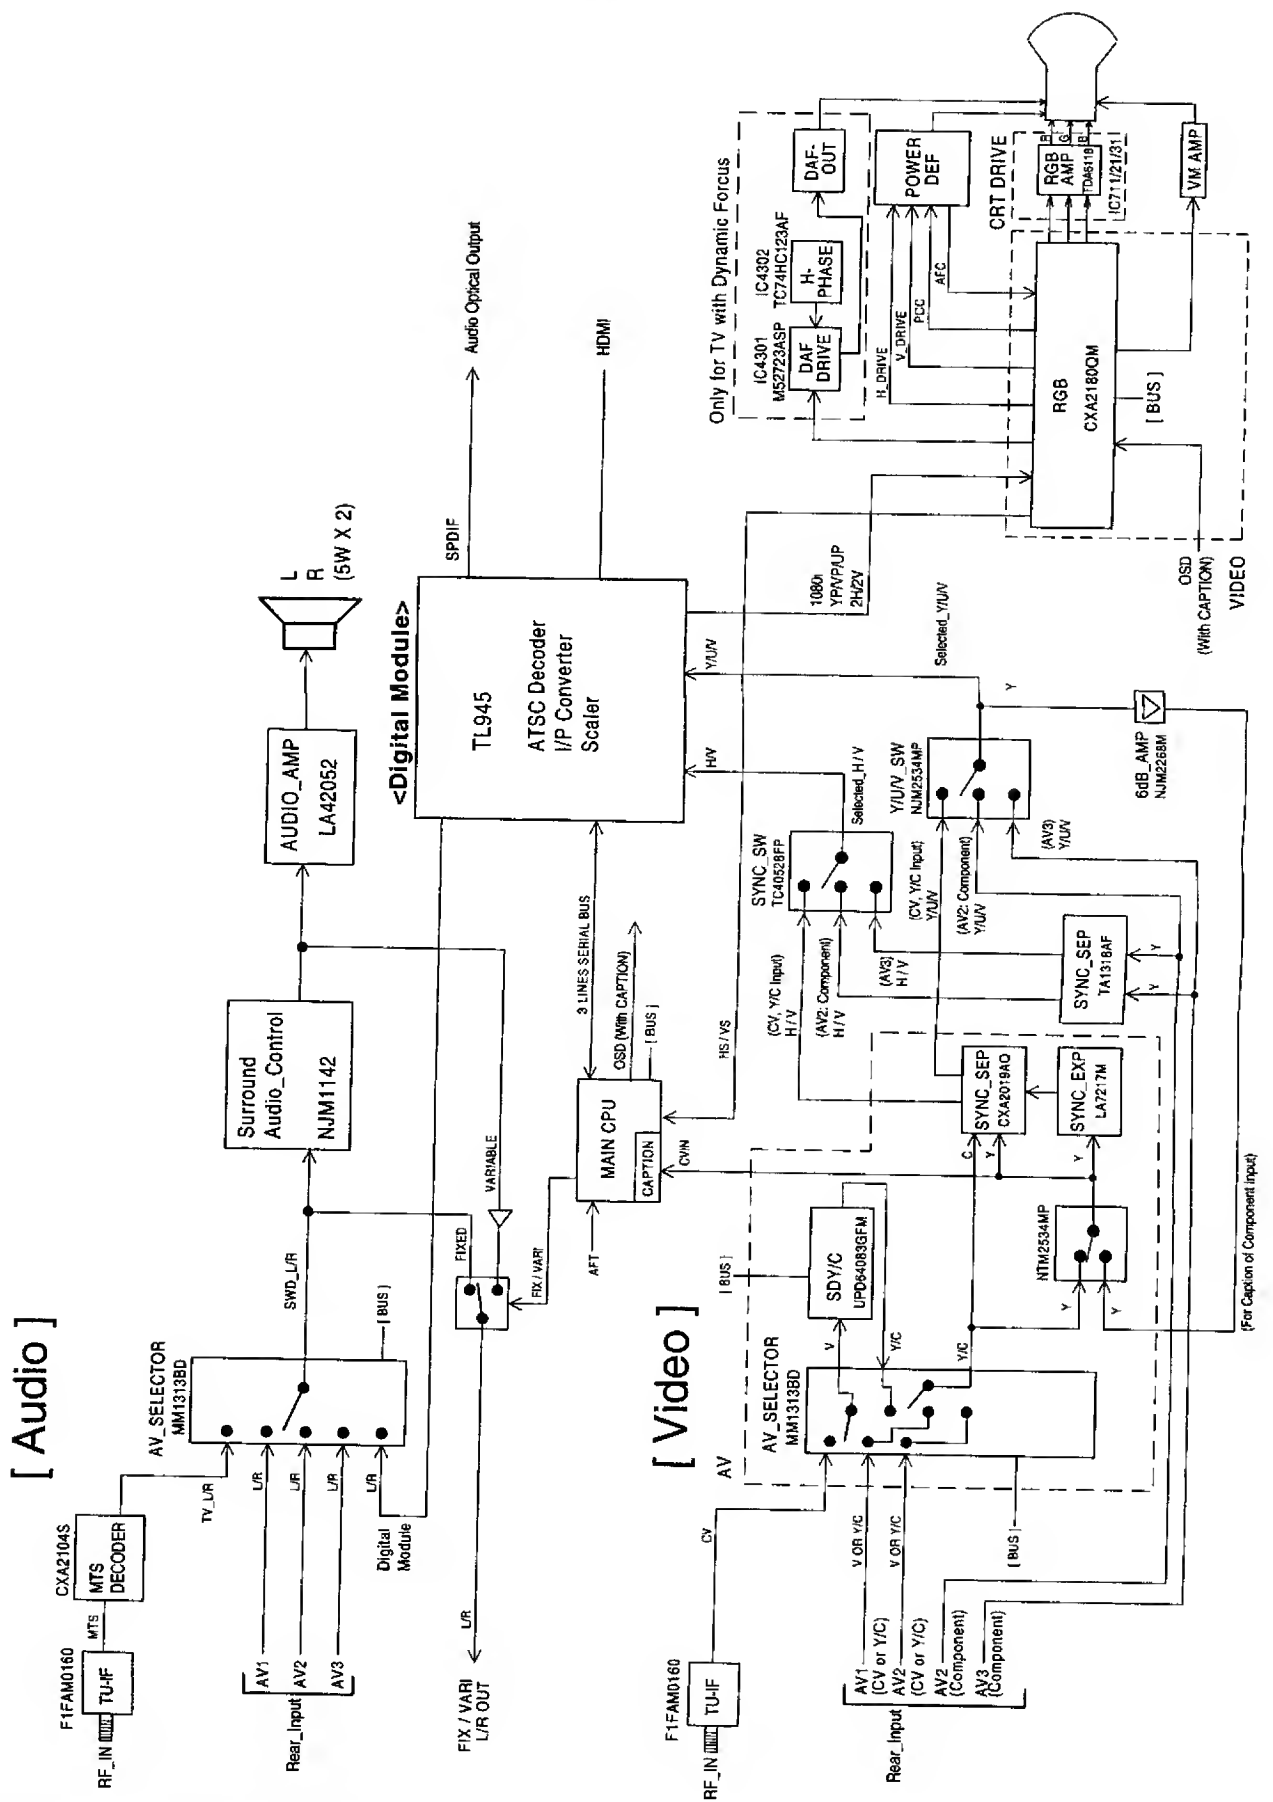 [ Audio ]
F1FAM0160
TU-IF
RF_IN
MTS
CXA2104S
MTS
DECODER
TV_L/R
AV_SELECTOR
MM1313BD
Rear_Input
AV1
AV2
AV3
L/R
L/R
L/R
L/R
Digital
Module
[ BUS ]
SWD_L/R
Surround
Audio_Control
NJM1142
AUDIO_AMP
LA42052
L
R
(5W X 2)
FIXED
VARIABLE
FIX / VARI
L/R
FIX / VARI
L/R OUT
<Digital Module>
TL945
ATSC Decoder
I/P Converter
Scaler
SPDIF
Audio Optical Output
HDMI
3 LINES SERIAL BUS
H/V
Y/U/V
1080i
YP/VP/UP
2H/2V
AFT
MAIN CPU
CAPTION
OSD (With CAPTION)
[ BUS ]
HS / VS
CV/N
[ Video ]
F1FAM0160
TU-IF
RF_IN
CV
AV
AV_SELECTOR
MM1313BD
Rear_Input
AV1
(CV or Y/C)
AV2
(CV or Y/C)
AV2
(Component)
AV3
(Component)
V OR Y/C
V OR Y/C
[ BUS ]
[ BUS ]
SDY/C
UPD64083GFM
V
Y/C
Y/C
NTM2534MP
Y
Y
C
Y
Y
SYNC_SEP
CXA2019AQ
SYNC_EXP
LA7217M
SYNC_SEP
TA1318AF
Y
Y
(CV, Y/C Input)
H / V
(AV2: Component)
H / V
(AV3)
H / V
SYNC_SW
TC4052BFP
Selected_H / V
(CV, Y/C Input)
Y/U/V
(AV2: Component)
Y/U/V
(AV3)
Y/U/V
Y/U/V_SW
NJM2534MP
Selected_Y/U/V
Y
6dB_AMP
NJM2268M
(For Caption of Component Input)
Only for TV with Dynamic Forcus
IC4301
M52723ASP
DAF
DRIVE
IC4302
TC74HC123AF
H-
PHASE
DAF-
OUT
H_DRIVE
V_DRIVE
PCC
AFC
POWER
DEF
CRT DRIVE
RGB
AMP
TDA6111B
IC711/21/31
R
G
B
VM AMP
RGB
CXA2180QM
[ BUS ]
OSD
(With CAPTION)
VIDEO